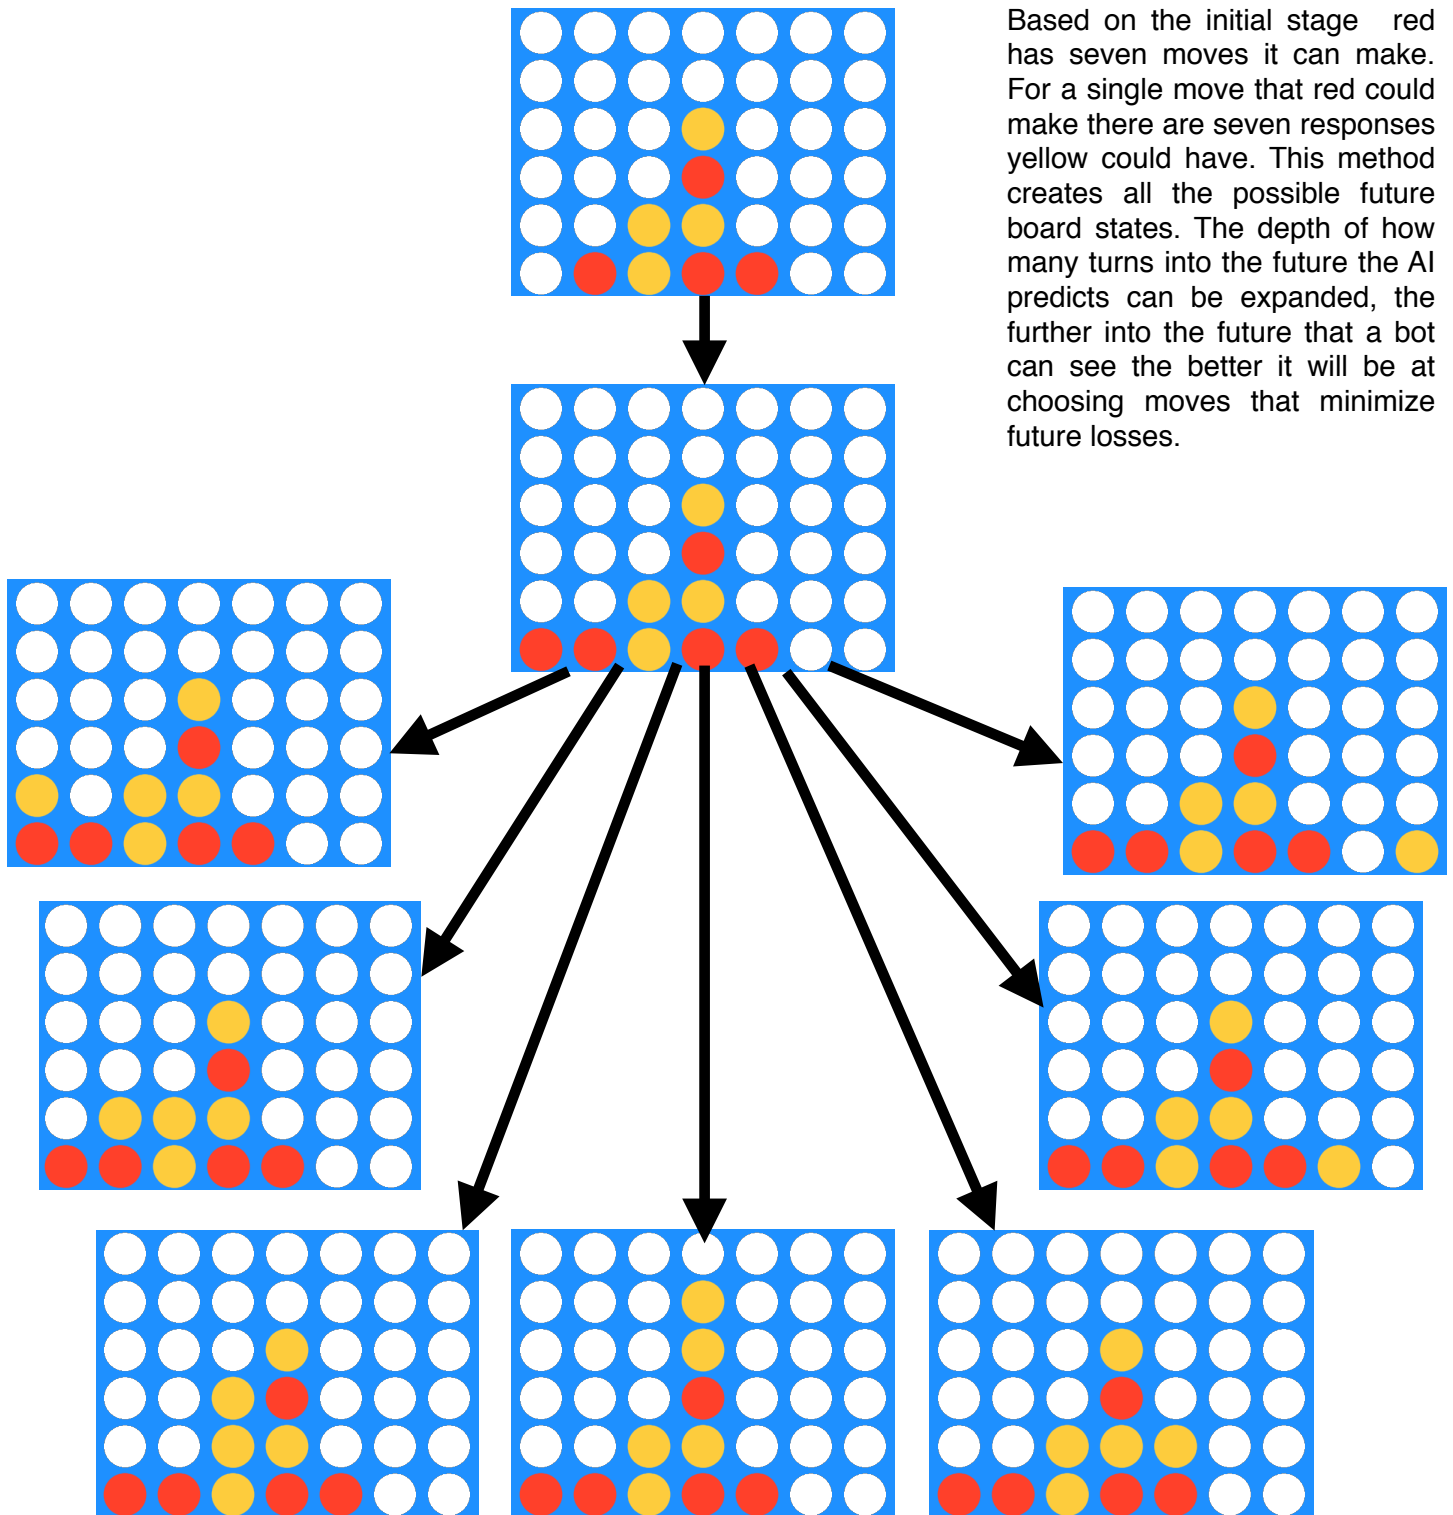 Based on the initial stage red
has seven moves it can make.
For a single move that red could
make there are seven responses
yellow could have. This method
creates all the possible future
board states. The depth of how
many turns into the future the AI
predicts can be expanded, the
further into the future that a bot
can see the better it will be at
choosing moves that minimize
future losses.